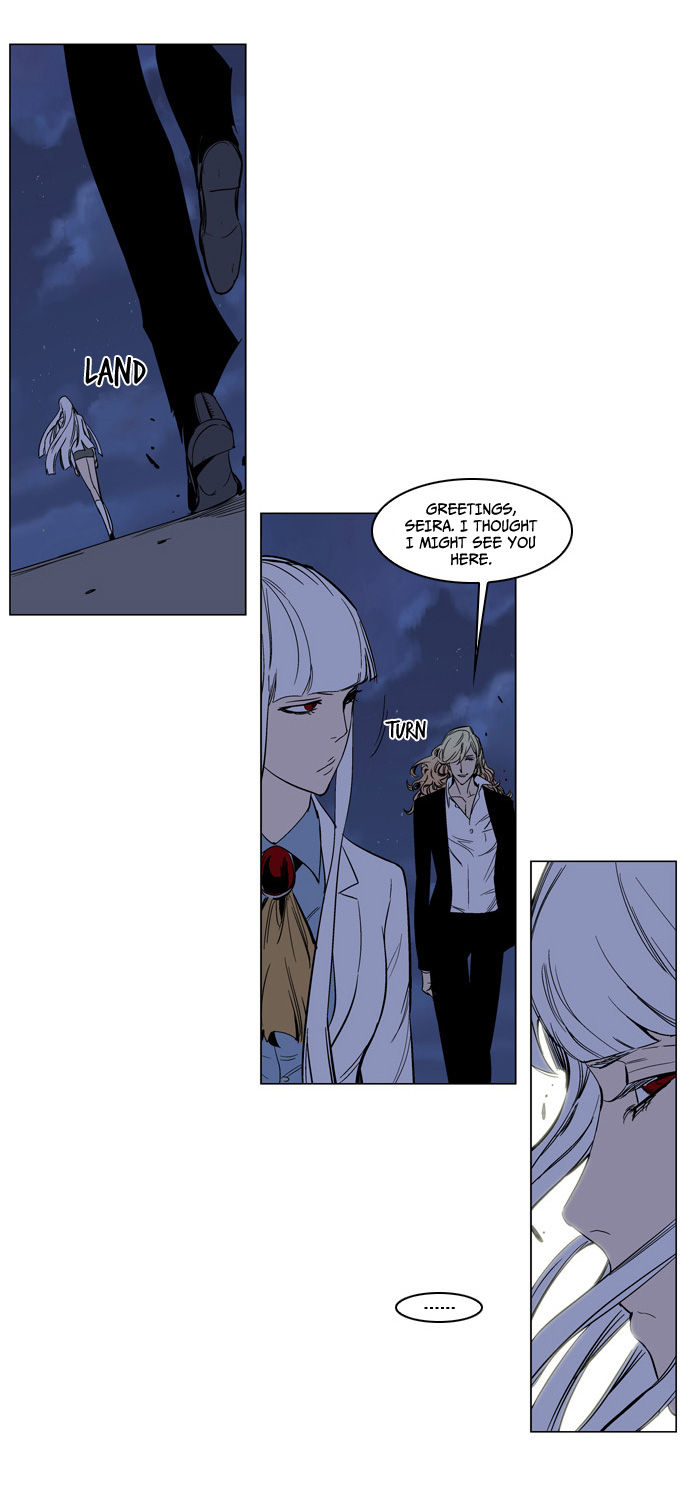 LAND
GREETINGS,
SEIRA. I THOUGHT
I MIGHT SEE YOU
HERE.
TURN
......